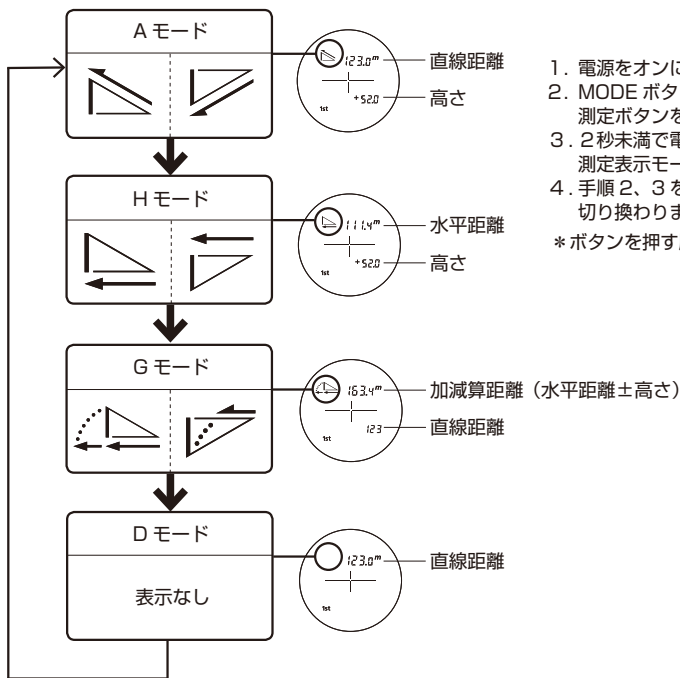 A モード
123.0m
直線距離
+52.0
高さ
1st
H モード
111.4m
水平距離
+52.0
高さ
1st
G モード
163.4m
加減算距離（水平距離±高さ）
123
直線距離
1st
D モード
表示なし
123.0m
直線距離
1st
1. 電源をオンに
2. MODE ボタ
測定ボタンを
3. 2秒未満で電
測定表示モー
4. 手順 2、3 を
切り換わりま
＊ボタンを押す